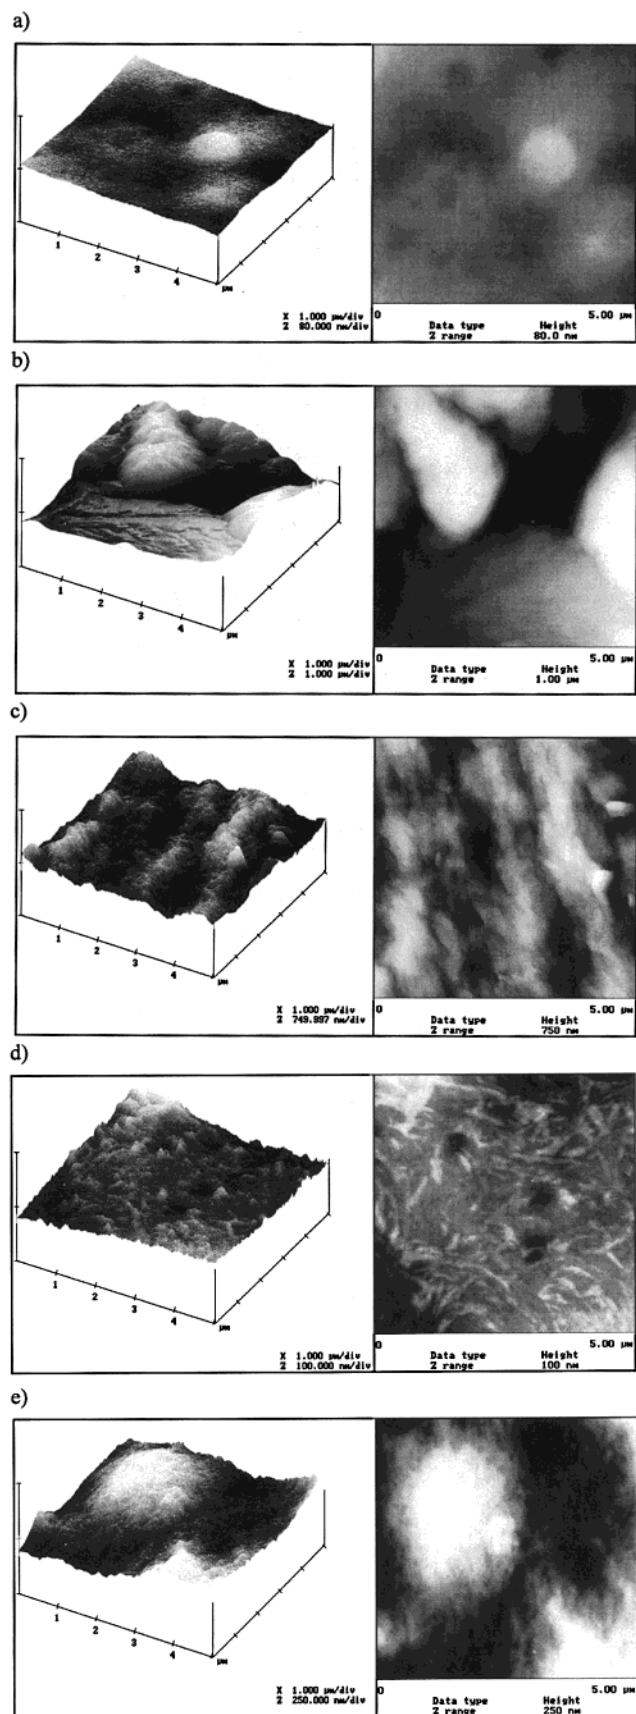 a)
1 2 3 4 µm
X 1.000 µm/div
Z 80.000 nm/div
0 5.00 µm
Data type Height
Z range 80.0 nm
b)
1 2 3 4 µm
X 1.000 µm/div
Z 1.000 µm/div
0 5.00 µm
Data type Height
Z range 1.00 µm
c)
1 2 3 4 µm
X 1.000 µm/div
Z 749.997 nm/div
0 5.00 µm
Data type Height
Z range 750 nm
d)
1 2 3 4 µm
X 1.000 µm/div
Z 100.000 nm/div
0 5.00 µm
Data type Height
Z range 100 nm
e)
1 2 3 4 µm
X 1.000 µm/div
Z 250.000 nm/div
0 5.00 µm
Data type Height
Z range 250 nm